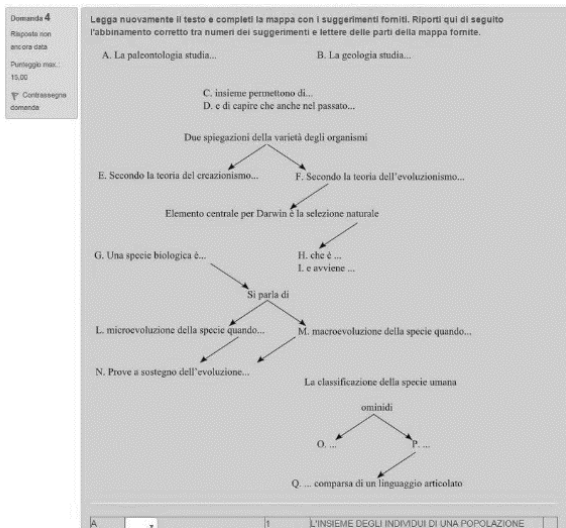 Domanda 4
Risposte non
ancora data
Punteggio max.:
15,00
Contrassegna
domanda
Legga nuovamente il testo e completi la mappa con i suggerimenti forniti. Riporti qui di seguito
l'abbinamento corretto tra numeri dei suggerimenti e lettere delle parti della mappa fornite.
A. La paleontologia studia...
B. La geologia studia...
C. insieme permettono di...
D. e di capire che anche nel passato...
Due spiegazioni della varietà degli organismi
E. Secondo la teoria del creazionismo...
F. Secondo la teoria dell'evoluzionismo...
Elemento centrale per Darwin è la selezione naturale
G. Una specie biologica è...
H. che è ...
I. e avviene ...
Si parla di
L. microevoluzione della specie quando...
M. macroevoluzione della specie quando...
N. Prove a sostegno dell'evoluzione...
La classificazione della specie umana
ominidi
O. ...
P. ...
Q. ... comparsa di un linguaggio articolato
A
1
L'INSIEME DEGLI INDIVIDUI DI UNA POPOLAZIONE